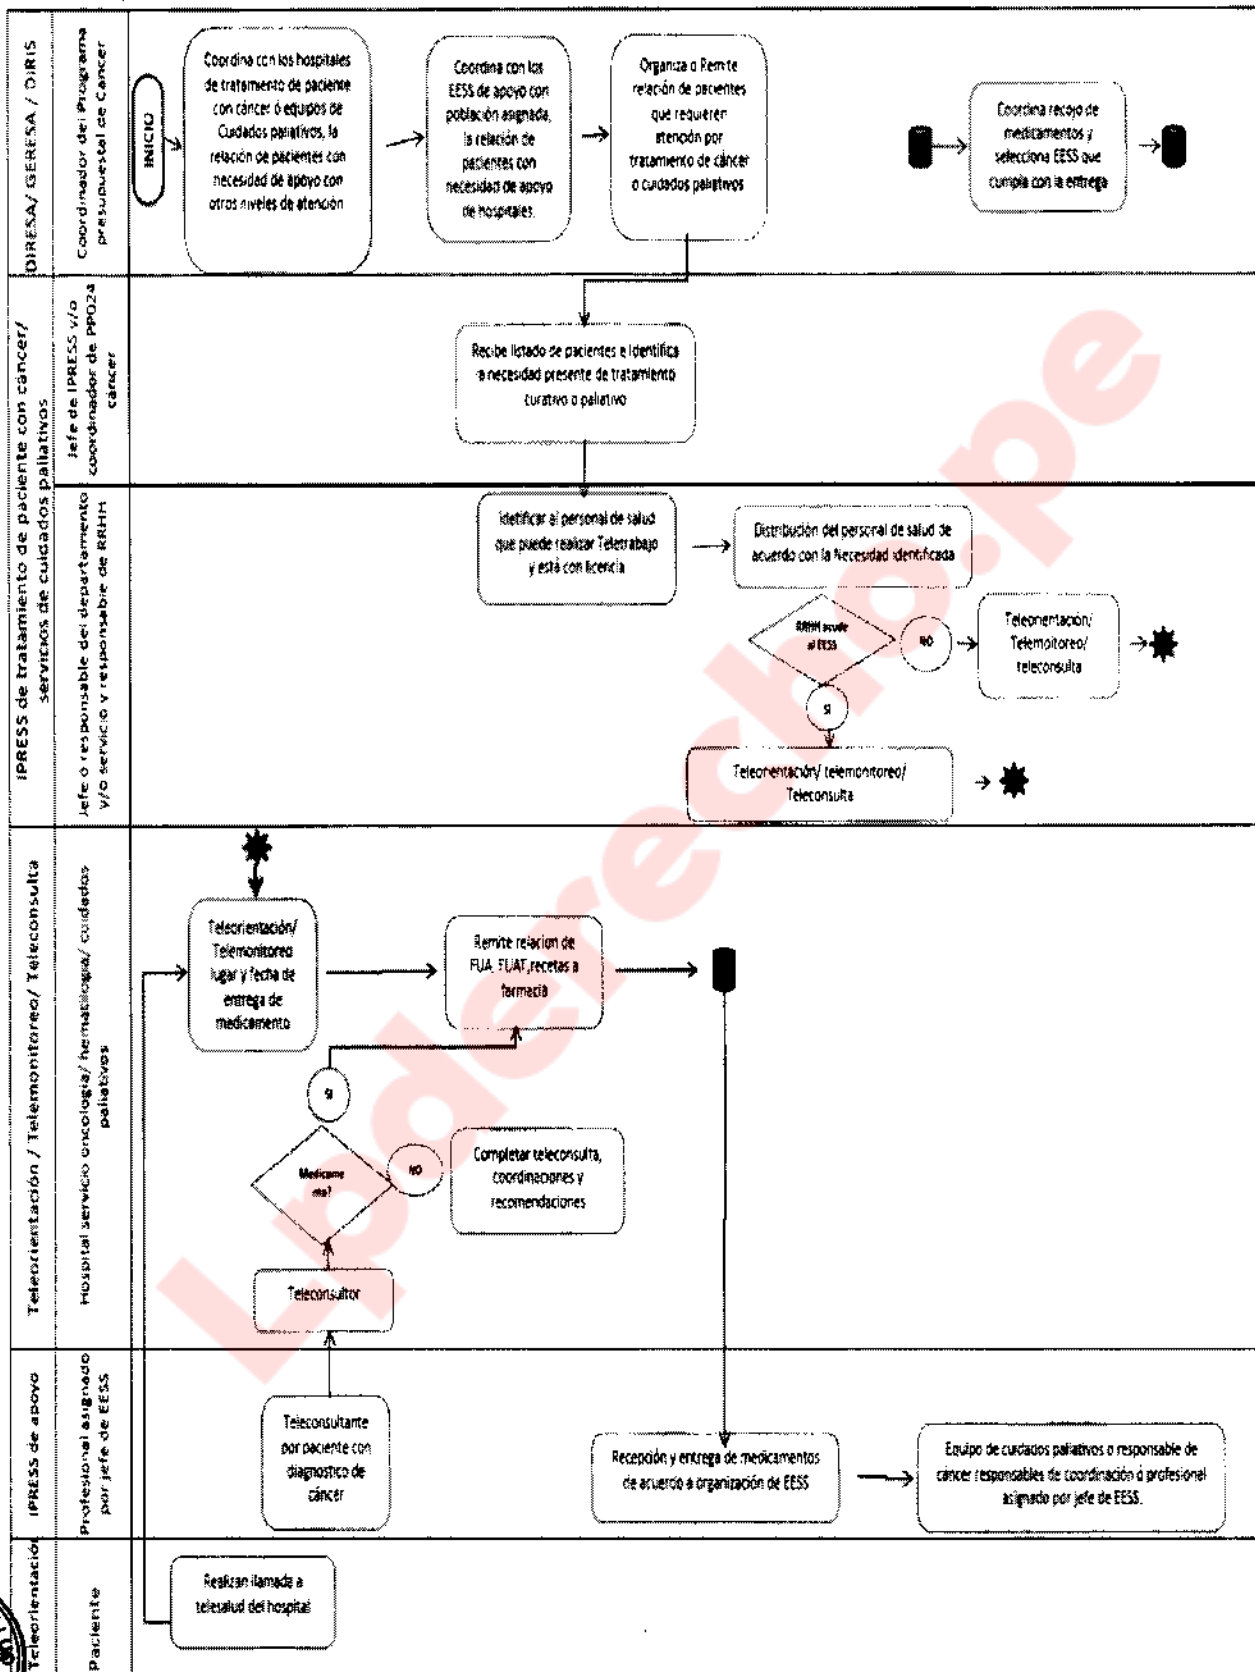 DIRESA/ GERESA / DIRIS
Coordinador del Programa
presupuestal de Cancer
INICIO
Coordina con los hospitales
de tratamiento de paciente
con cáncer ó equipos de
Cuidados paliativos, la
relación de pacientes con
necesidad de apoyo con
otros niveles de atención
Coordina con los
EESS de apoyo con
población asignada,
la relación de
pacientes con
necesidad de apoyo
de hospitales.
Organiza o Remite
relación de pacientes
que requieren
atención por
tratamiento de cáncer
o cuidados paliativos
Coordina recojo de
medicamentos y
selecciona EESS que
cumpla con la entrega
IPRESS de tratamiento de paciente con cáncer/
servicios de cuidados paliativos
Jefe de IPRESS y/o
coordinador de PP024
cáncer
Recibe listado de pacientes e Identifica
la necesidad presente de tratamiento
curativo o paliativo
Jefe o responsable del departamento
y/o servicio y responsable de RRHH
Idetificar al personal de salud
que puede realizar Teletrabajo
y está con licencia
Distribución del personal de salud de
acuerdo con la Necesidad identificada
RRHH acude
al EESS
NO
Teleorientación/
Telemoitoreo/
teleconsulta
SI
Teleorientación/ telemonitoreo/
Teleconsulta
Teleorientación / Telemonitoreo/ Teleconsulta
Hospital servicio oncología/ hematología/ cuidados
paliativos
Teleorientación/
Telemonitoreo
lugar y fecha de
entrega de
medicamento
Remite relacion de
FUA, FUAT,recetas a
farmacia
SI
Medicame
nto?
NO
Completar teleconsulta,
coordinaciones y
recomendaciones
Teleconsultor
IPRESS de apoyo
Profesional asignado
por jefe de EESS
Teleconsultante
por paciente con
diagnostico de
cáncer
Recepción y entrega de medicamentos
de acuerdo a organización de EESS
Equipo de cuidados paliativos o responsable de
cáncer responsables de coordinación ó profesional
asignado por jefe de EESS.
Teleorientación
Paciente
Realizan llamada a
telesalud del hospital
Lpderecho.pe